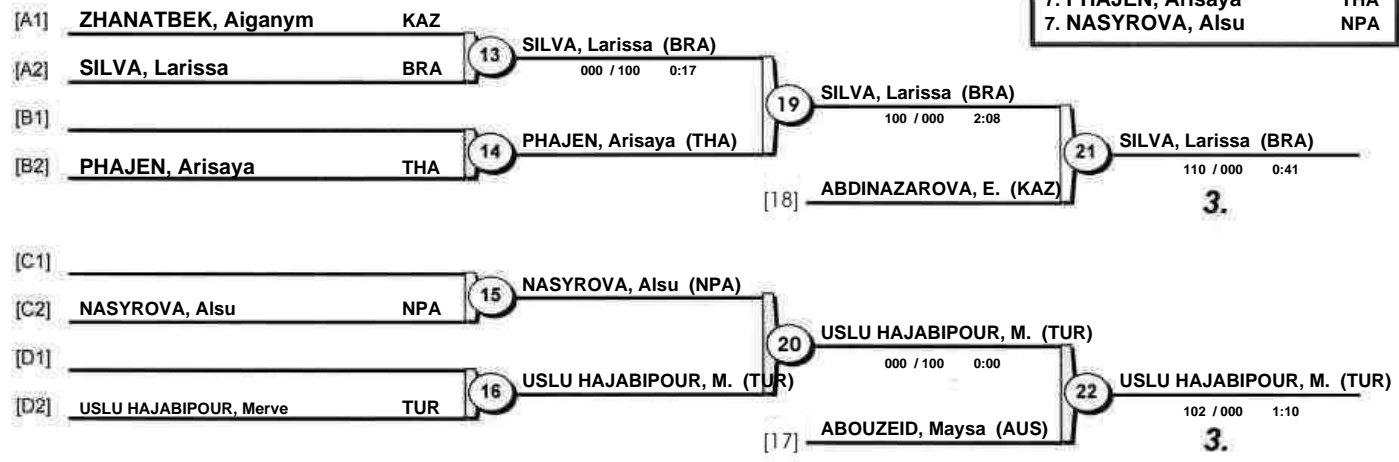 7. PHAJEN, Arisaya THA
7. NASYROVA, Alsu NPA
[A1] ZHANATBEK, Aiganym KAZ
13 SILVA, Larissa (BRA)
000 / 100 0:17
[A2] SILVA, Larissa BRA
19 SILVA, Larissa (BRA)
100 / 000 2:08
[B1]
14 PHAJEN, Arisaya (THA)
[B2] PHAJEN, Arisaya THA
21 SILVA, Larissa (BRA)
110 / 000 0:41
3.
[18] ABDINAZAROVA, E. (KAZ)
[C1]
15 NASYROVA, Alsu (NPA)
[C2] NASYROVA, Alsu NPA
20 USLU HAJABIPOUR, M. (TUR)
000 / 100 0:00
[D1]
16 USLU HAJABIPOUR, M. (TUR)
[D2] USLU HAJABIPOUR, Merve TUR
22 USLU HAJABIPOUR, M. (TUR)
102 / 000 1:10
3.
[17] ABOUZEID, Maysa (AUS)